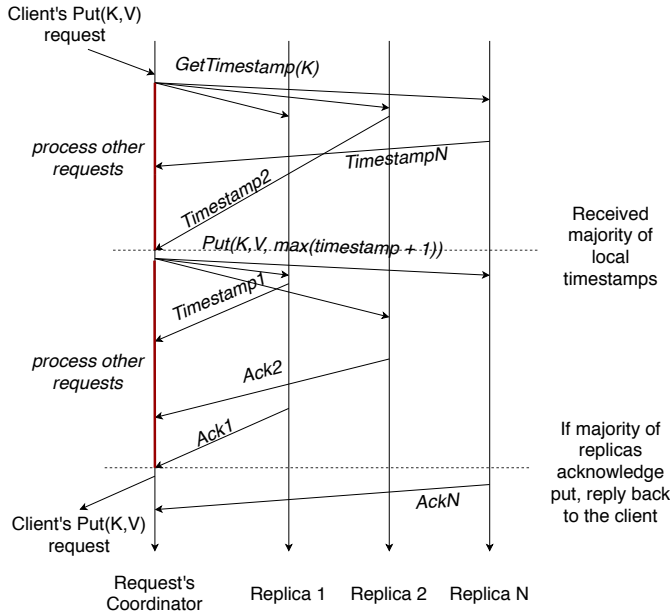 Client's Put(K,V)
request
GetTimestamp(K)
process other
requests
TimestampN
Timestamp2
Received
majority of
local
timestamps
Put(K,V, max(timestamp + 1))
Timestamp1
process other
requests
Ack2
Ack1
If majority of
replicas
acknowledge
put, reply back
to the client
AckN
Client's Put(K,V)
request
Request's
Coordinator
Replica 1
Replica 2
Replica N